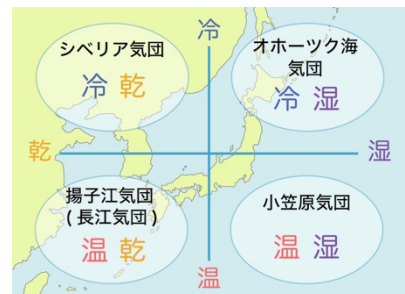 冷
シベリア気団
冷 乾
オホーツク海
気団
冷 湿
乾
湿
揚子江気団
(長江気団)
温 乾
小笠原気団
温 湿
温